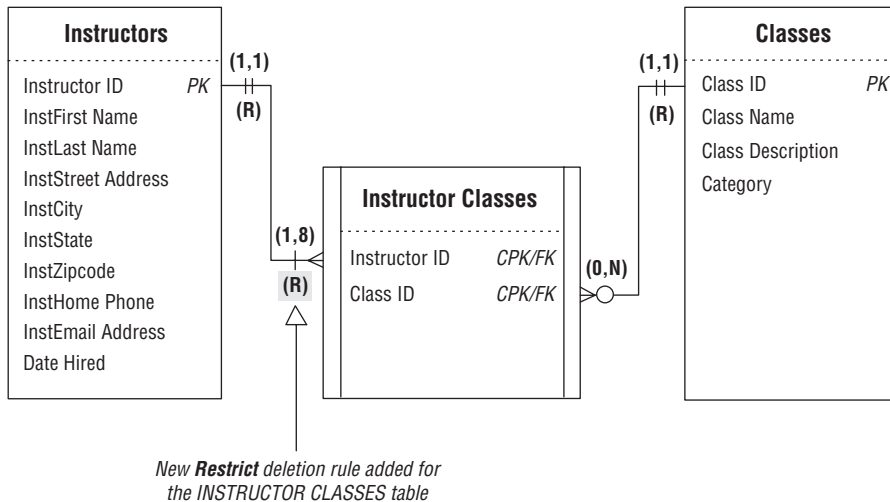 Instructors
Instructor ID PK
InstFirst Name
InstLast Name
InstStreet Address
InstCity
InstState
InstZipcode
InstHome Phone
InstEmail Address
Date Hired
(1,1)
(R)
(1,8)
(R)
Instructor Classes
Instructor ID CPK/FK
Class ID CPK/FK
(0,N)
(1,1)
(R)
Classes
Class ID PK
Class Name
Class Description
Category
New Restrict deletion rule added for
the INSTRUCTOR CLASSES table